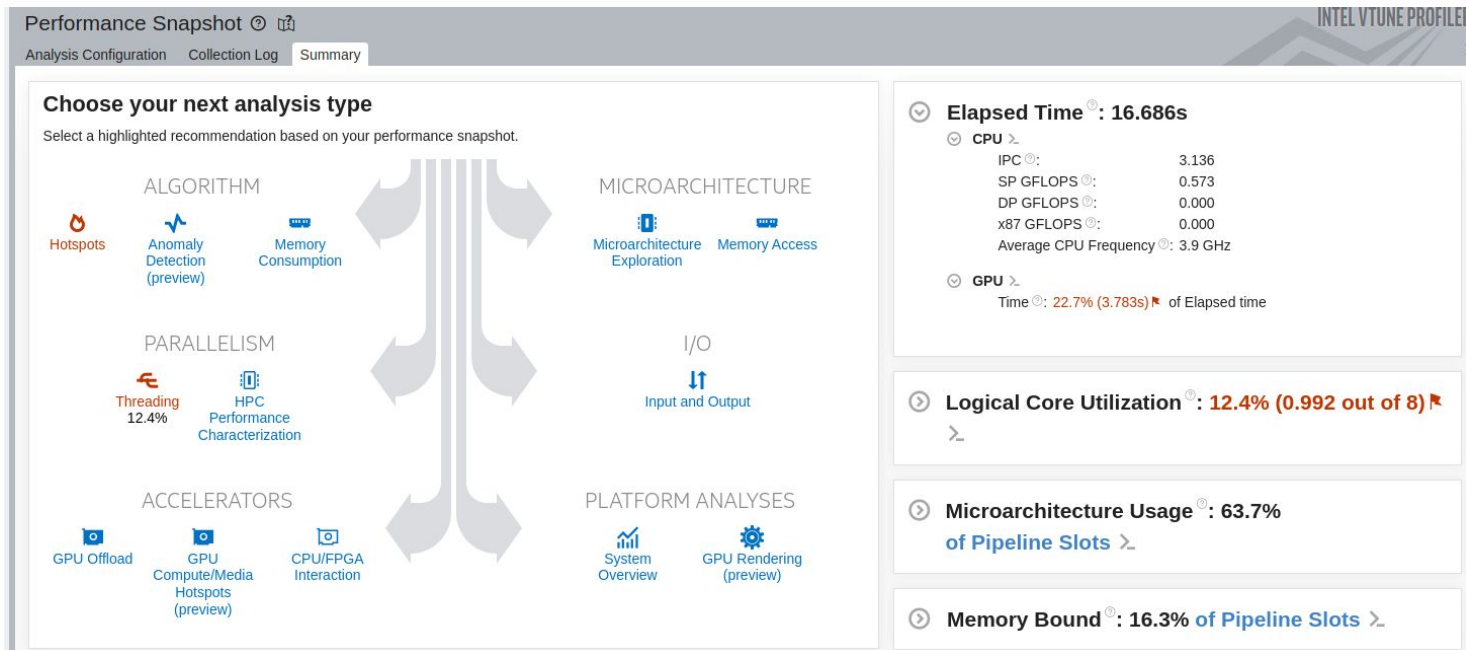 Performance Snapshot
INTEL VTUNE PROFILER
Analysis Configuration Collection Log Summary
Choose your next analysis type
Select a highlighted recommendation based on your performance snapshot.
ALGORITHM
Hotspots
Anomaly
Detection
(preview)
Memory
Consumption
MICROARCHITECTURE
Microarchitecture
Exploration
Memory Access
PARALLELISM
Threading
12.4%
HPC
Performance
Characterization
I/O
Input and Output
ACCELERATORS
GPU Offload
GPU
Compute/Media
Hotspots
(preview)
CPU/FPGA
Interaction
PLATFORM ANALYSES
System
Overview
GPU Rendering
(preview)
Elapsed Time: 16.686s
CPU
IPC: 3.136
SP GFLOPS: 0.573
DP GFLOPS: 0.000
x87 GFLOPS: 0.000
Average CPU Frequency: 3.9 GHz
GPU
Time: 22.7% (3.783s) of Elapsed time
Logical Core Utilization: 12.4% (0.992 out of 8)
Microarchitecture Usage: 63.7%
of Pipeline Slots
Memory Bound: 16.3% of Pipeline Slots